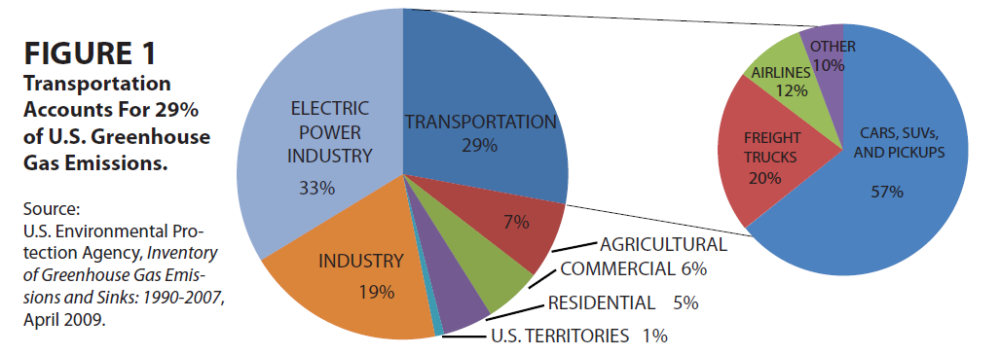 FIGURE 1
Transportation
Accounts For 29%
of U.S. Greenhouse
Gas Emissions.
Source:
U.S. Environmental Pro-
tection Agency, Inventory
of Greenhouse Gas Emis-
sions and Sinks: 1990-2007,
April 2009.
ELECTRIC
POWER
INDUSTRY
33%
TRANSPORTATION
29%
7%
AGRICULTURAL
COMMERCIAL 6%
RESIDENTIAL 5%
U.S. TERRITORIES 1%
INDUSTRY
19%
OTHER
10%
AIRLINES
12%
FREIGHT
TRUCKS
20%
CARS, SUVs,
AND PICKUPS
57%